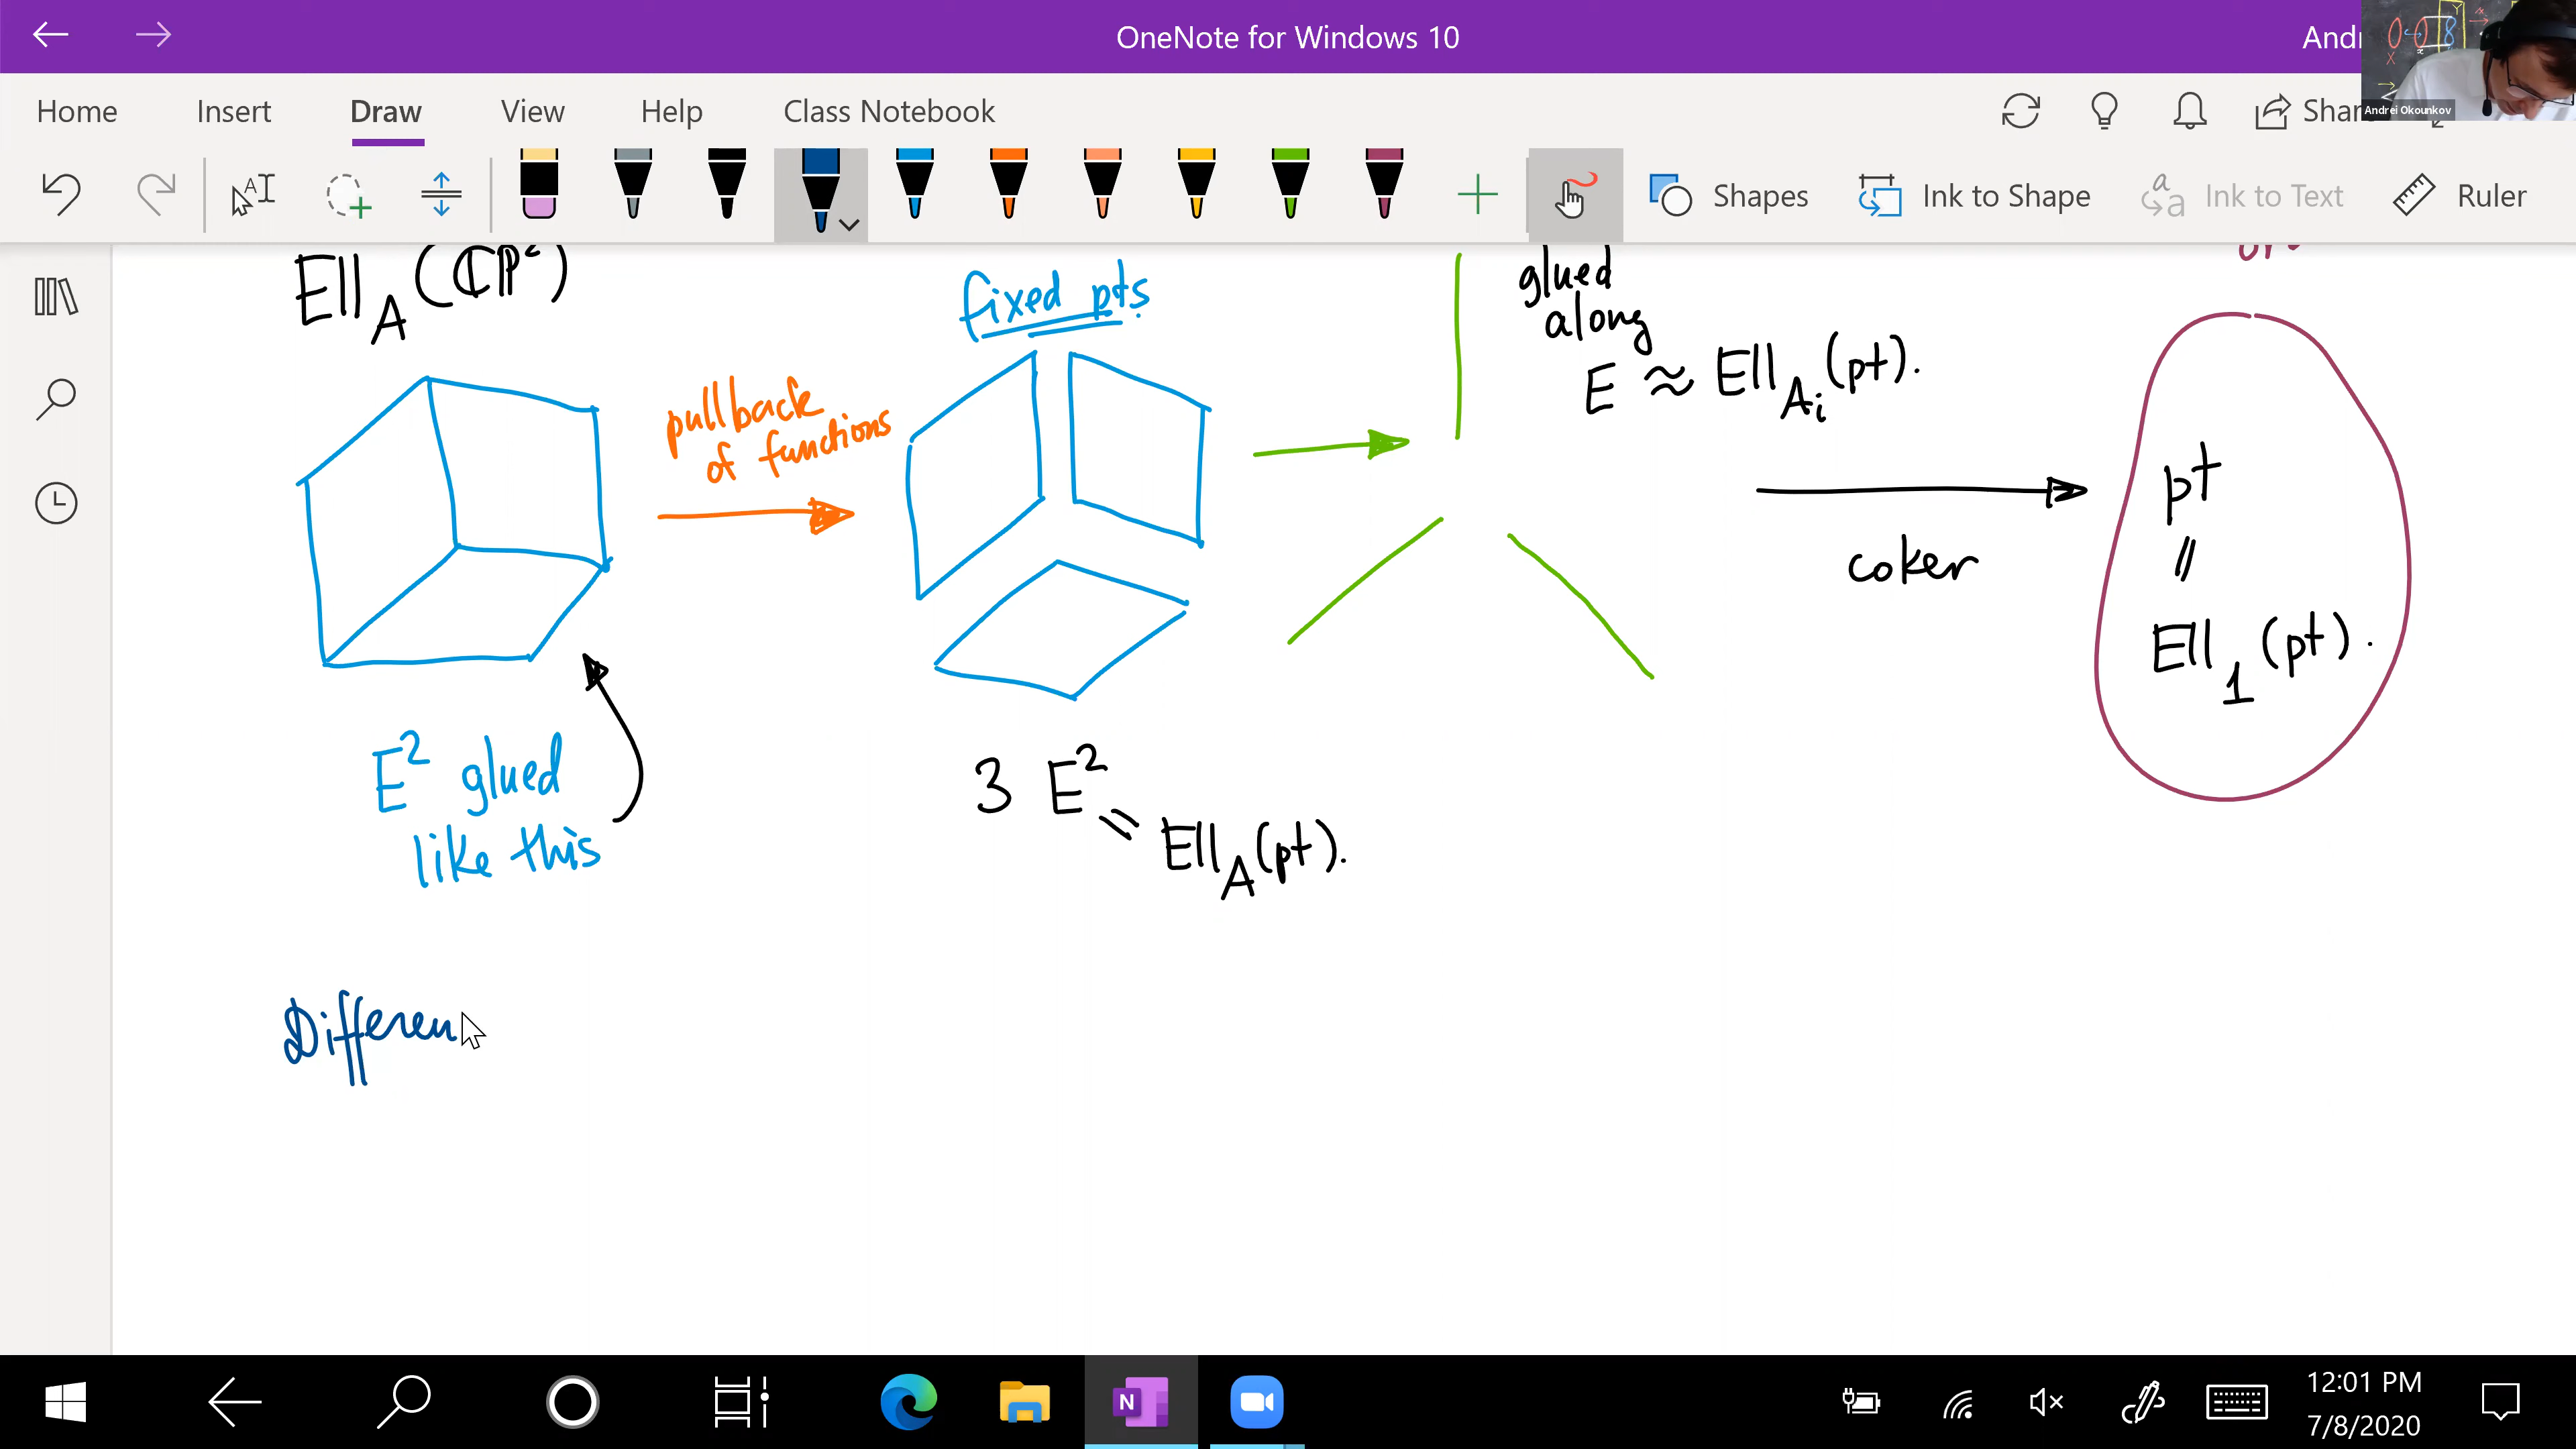 OneNote for Windows 10
Andrei Okounkov
Home Insert Draw View Help Class Notebook
Shapes Ink to Shape Ink to Text Ruler
Ell_A(ℂℙ²)
fixed pts.
glued
along
E ≈ Ell_{A_i}(pt).
pullback
of functions
coker
pt
=
Ell_1(pt).
E² glued
like this
3 E²
= Ell_A(pt).
Differen
12:01 PM
7/8/2020